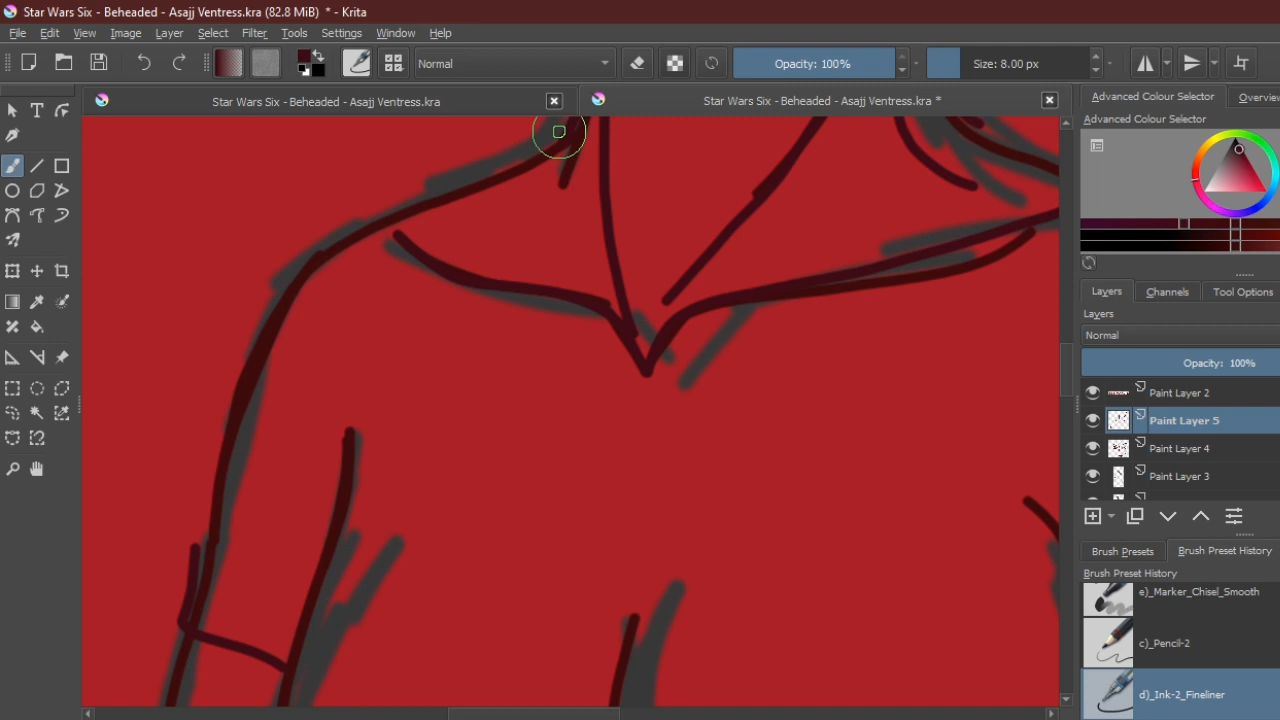 Star Wars Six - Beheaded - Asajj Ventress.kra (82.8 MiB) * - Krita
File Edit View Image Layer Select Filter Tools Settings Window Help
Normal Opacity: 100% Size: 8.00 px
Star Wars Six - Beheaded - Asajj Ventress.kra Star Wars Six - Beheaded - Asajj Ventress.kra *
Advanced Colour Selector Overview
Advanced Colour Selector
Layers Channels Tool Options
Layers
Normal
Opacity: 100%
Paint Layer 2
Paint Layer 5
Paint Layer 4
Paint Layer 3
Brush Presets Brush Preset History
Brush Preset History
e)_Marker_Chisel_Smooth
c)_Pencil-2
d)_Ink-2_Fineliner